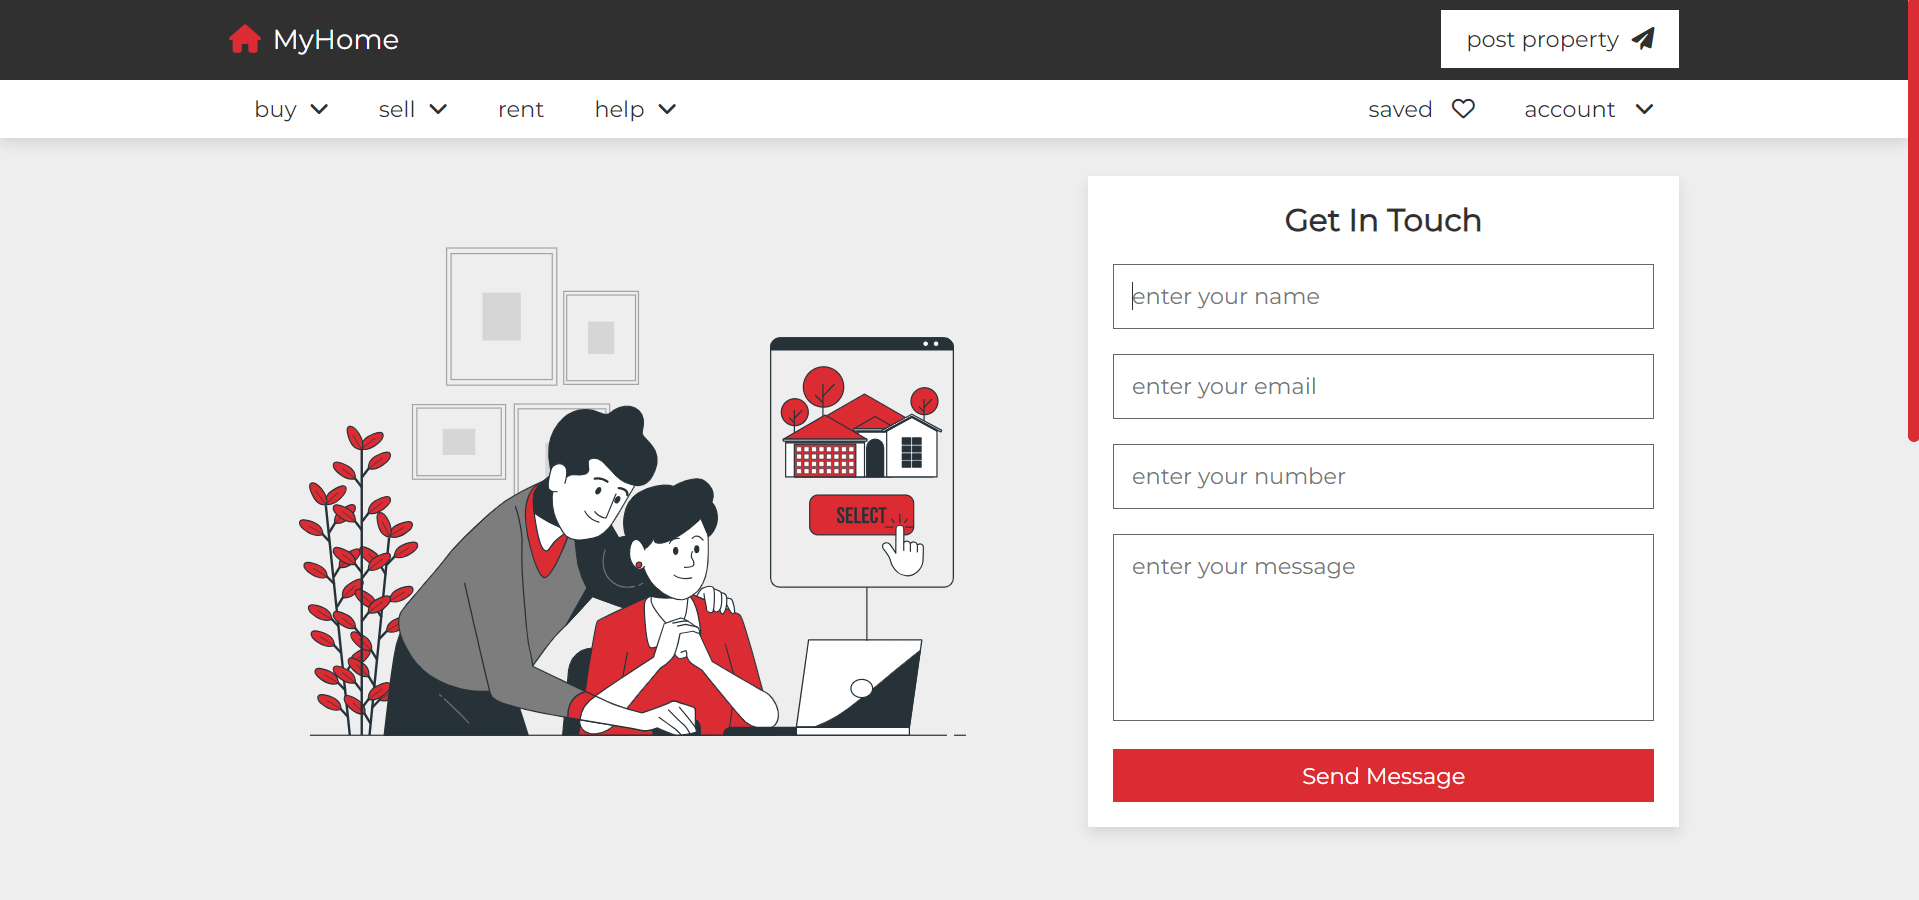 MyHome
post property
buy sell rent help saved account
Get In Touch
enter your name
enter your email
enter your number
enter your message
SELECT
Send Message